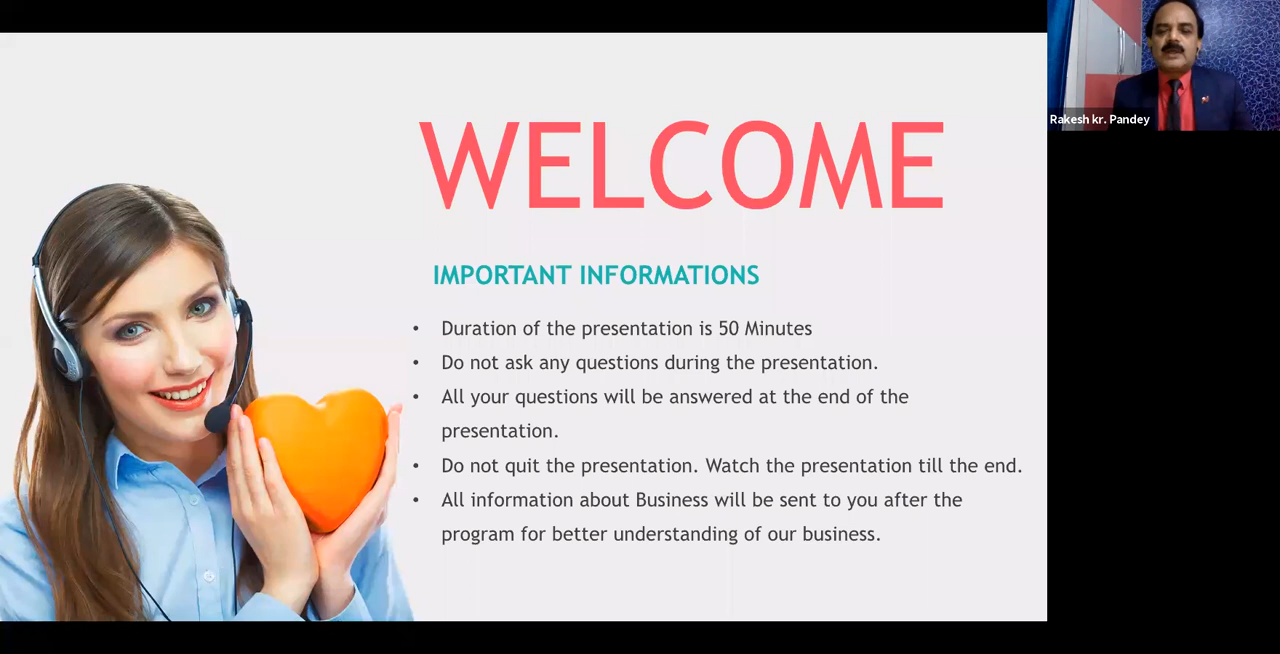 WELCOME
IMPORTANT INFORMATIONS
• Duration of the presentation is 50 Minutes
• Do not ask any questions during the presentation.
• All your questions will be answered at the end of the
presentation.
• Do not quit the presentation. Watch the presentation till the end.
• All information about Business will be sent to you after the
program for better understanding of our business.
Rakesh kr. Pandey